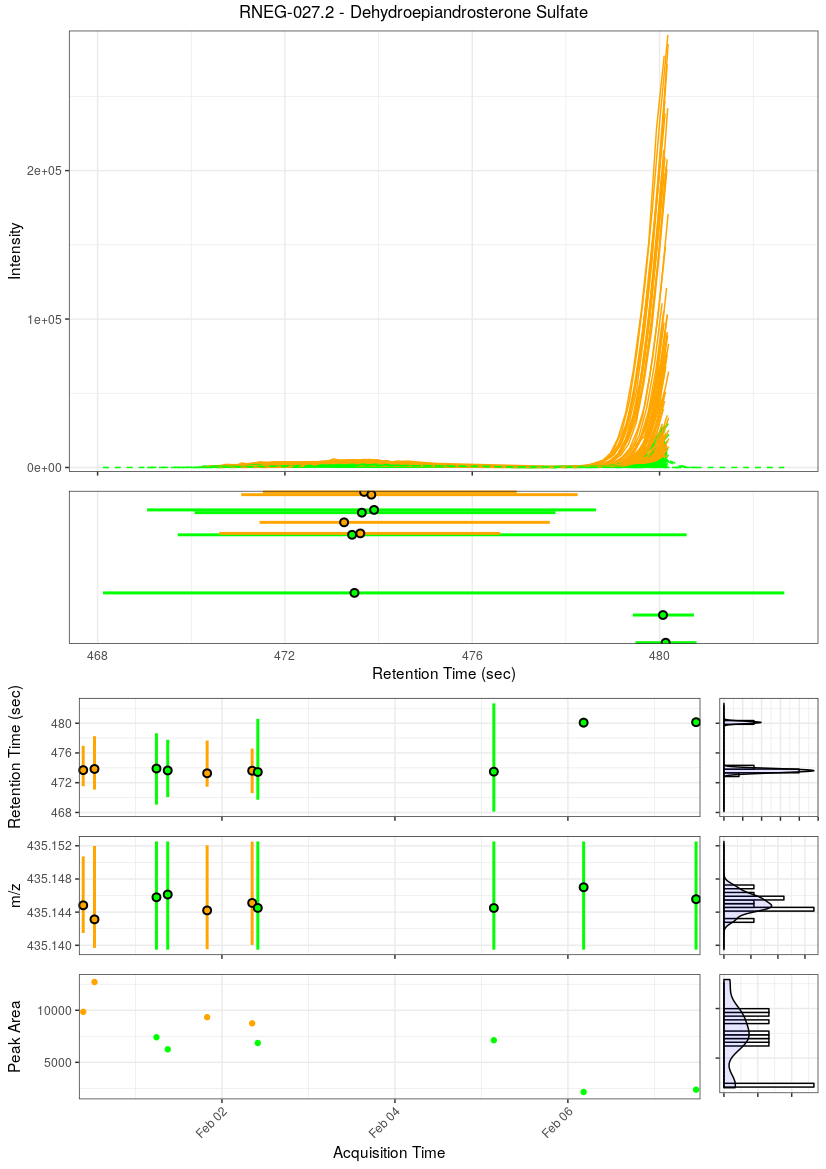 RNEG-027.2 - Dehydroepiandrosterone Sulfate
Intensity
2e+05
1e+05
0e+00
468
472
476
480
Retention Time (sec)
Retention Time (sec)
480
476
472
468
m/z
435.152
435.148
435.144
435.140
Peak Area
10000
5000
Feb 02
Feb 04
Feb 06
Acquisition Time